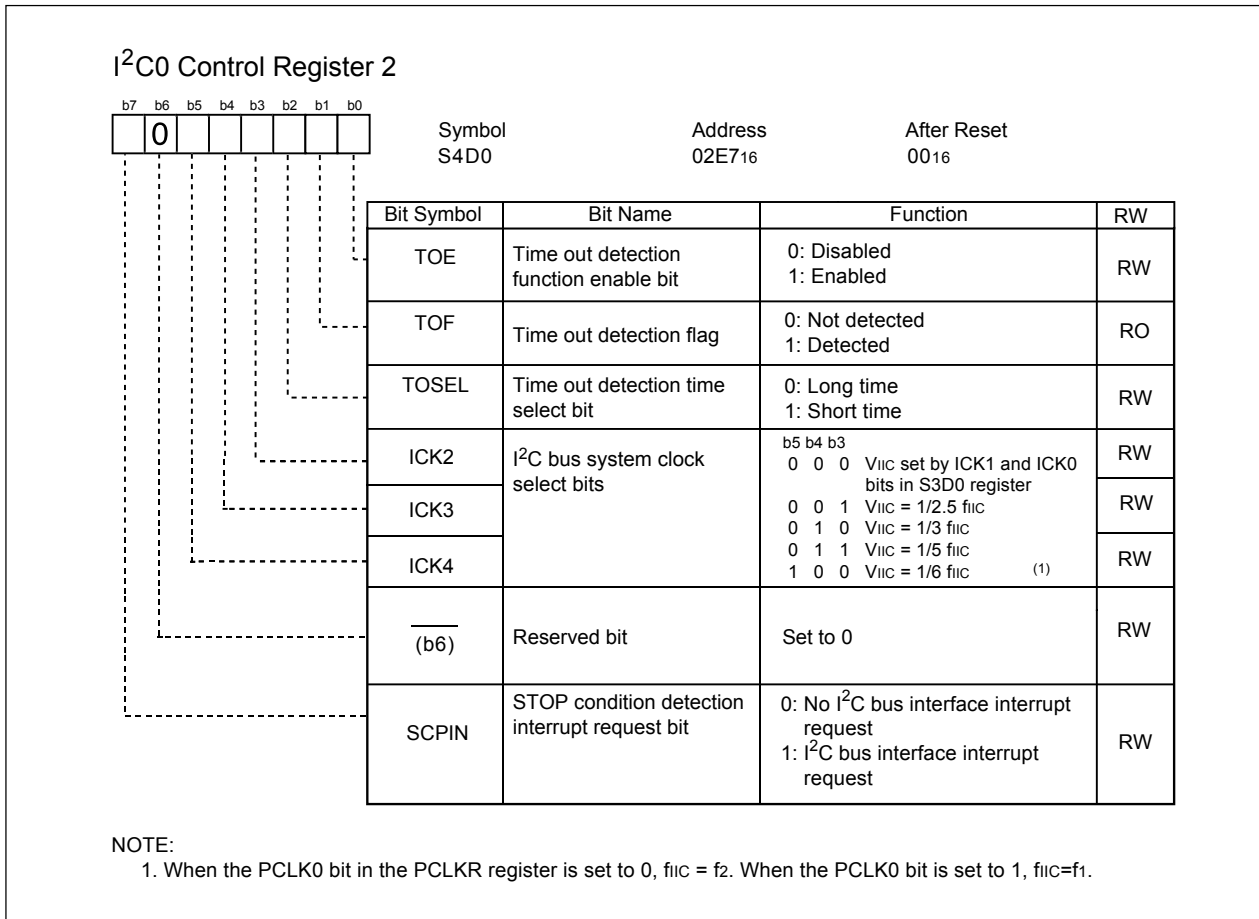 I2C0 Control Register 2
b7 b6 b5 b4 b3 b2 b1 b0
0
Symbol Address After Reset
S4D0 02E716 0016
Bit Symbol Bit Name Function RW
TOE Time out detection function enable bit 0: Disabled RW
1: Enabled
TOF Time out detection flag 0: Not detected RO
1: Detected
TOSEL Time out detection time select bit 0: Long time RW
1: Short time
ICK2 I2C bus system clock select bits b5 b4 b3 RW
0 0 0 VIIC set by ICK1 and ICK0
bits in S3D0 register
ICK3 0 0 1 VIIC = 1/2.5 fIIC RW
0 1 0 VIIC = 1/3 fIIC
ICK4 0 1 1 VIIC = 1/5 fIIC RW
1 0 0 VIIC = 1/6 fIIC (1)
(b6) Reserved bit Set to 0 RW
SCPIN STOP condition detection interrupt request bit 0: No I2C bus interface interrupt request RW
1: I2C bus interface interrupt request
NOTE:
1. When the PCLK0 bit in the PCLKR register is set to 0, fIIC = f2. When the PCLK0 bit is set to 1, fIIC=f1.